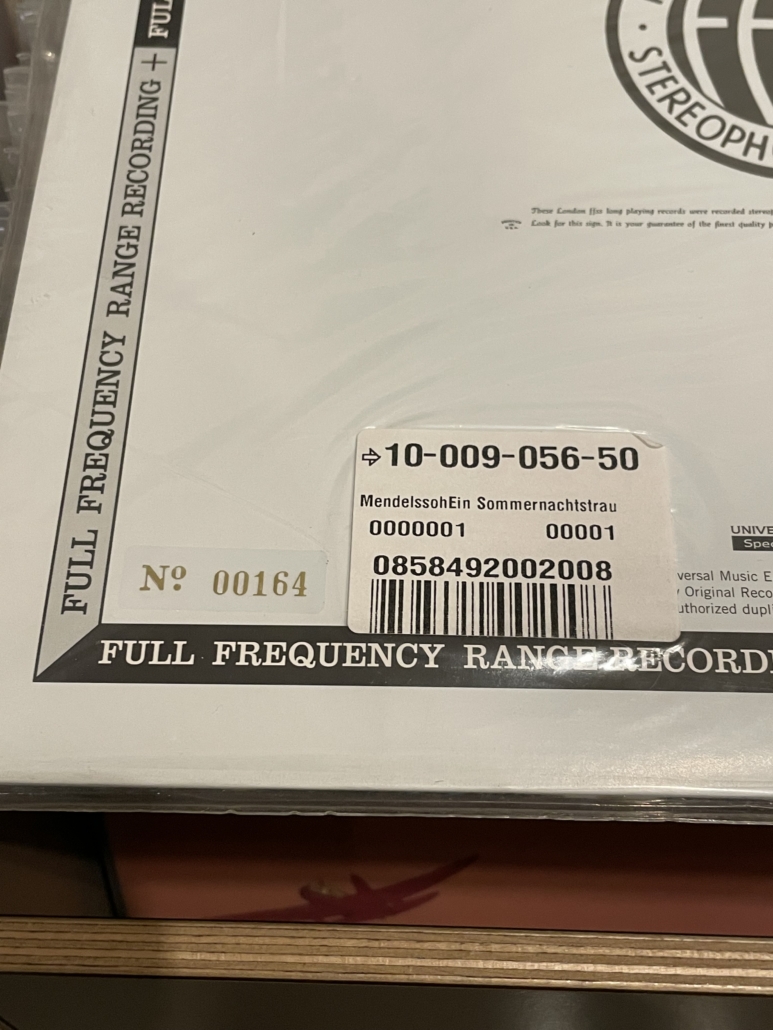 FULL FREQUENCY RANGE RECORDING + FUL
STEREOPH
These London ffss long playing records were recorded
Look for this sign. It is your guarantee of the finest quality
⇨10-009-056-50
MendelssohEin Sommernachtstrau
0000001 00001
0858492002008
Nº 00164
UNIVE
Spe
versal Music E
Original Reco
uthorized dupl
FULL FREQUENCY RANGE RECORDI